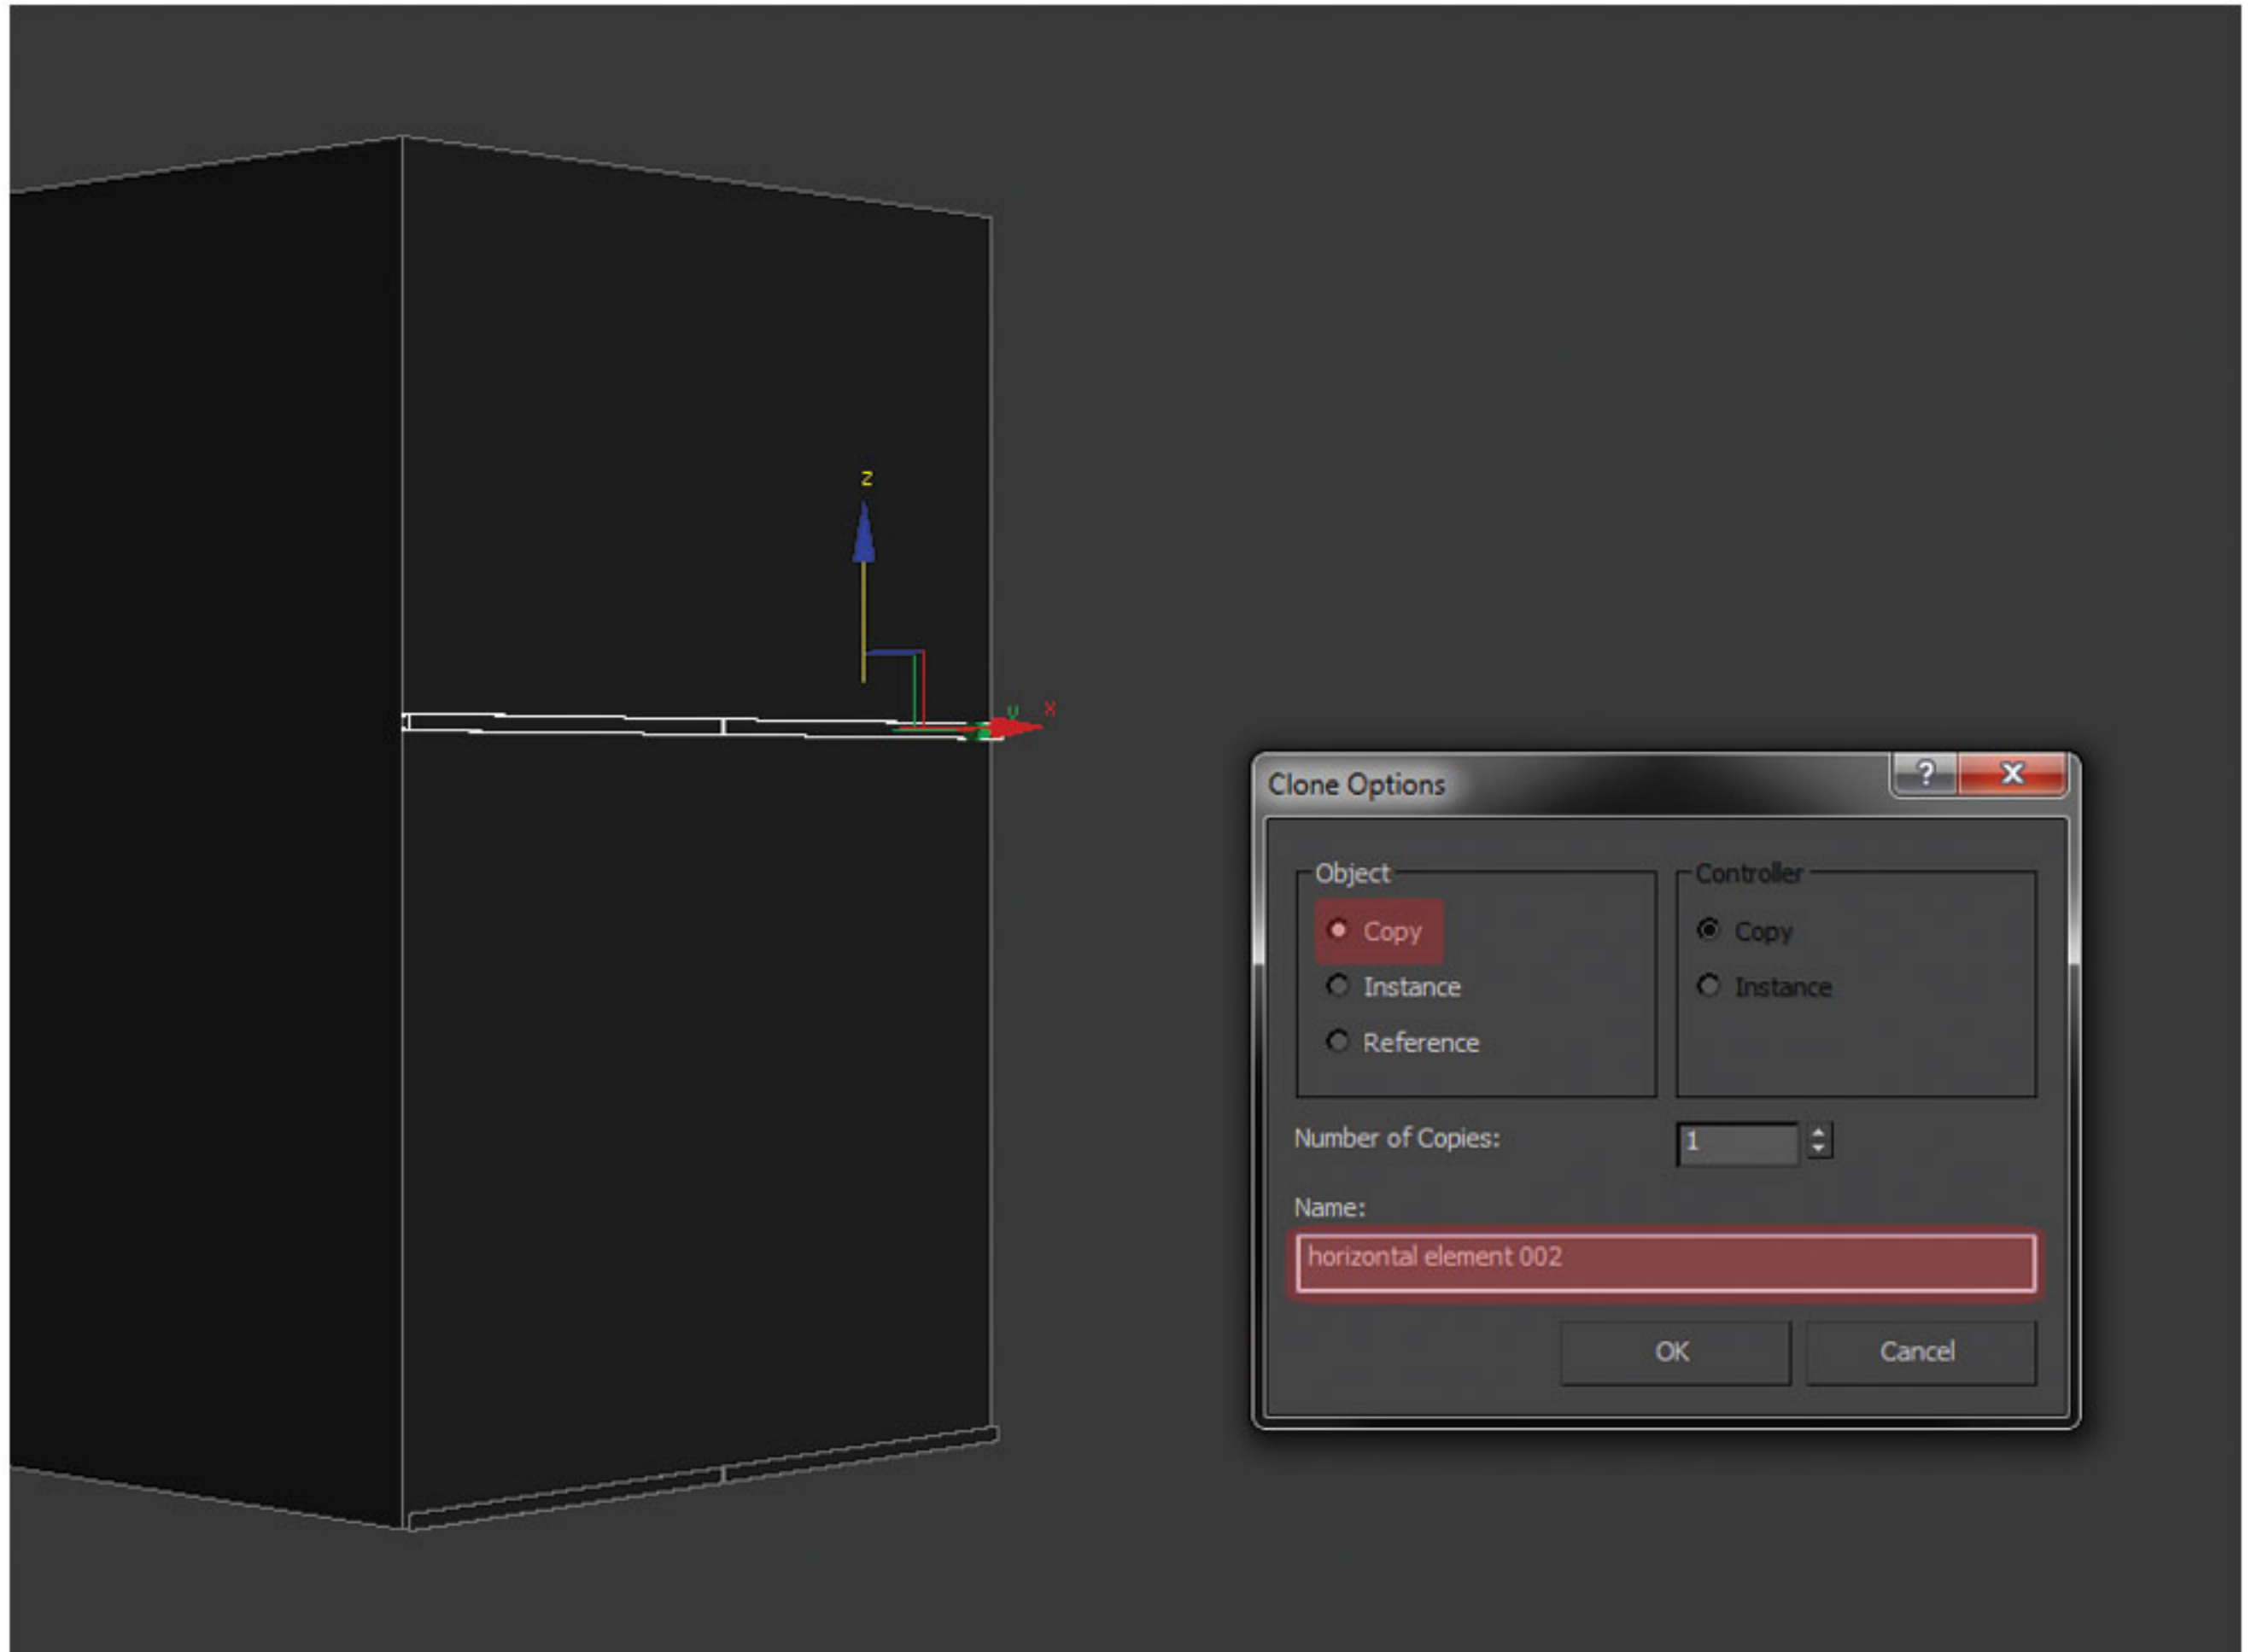 z
y x
Clone Options
?
X
Object
Controller
Copy
Copy
Instance
Instance
Reference
Number of Copies:
1
Name:
horizontal element 002
OK
Cancel